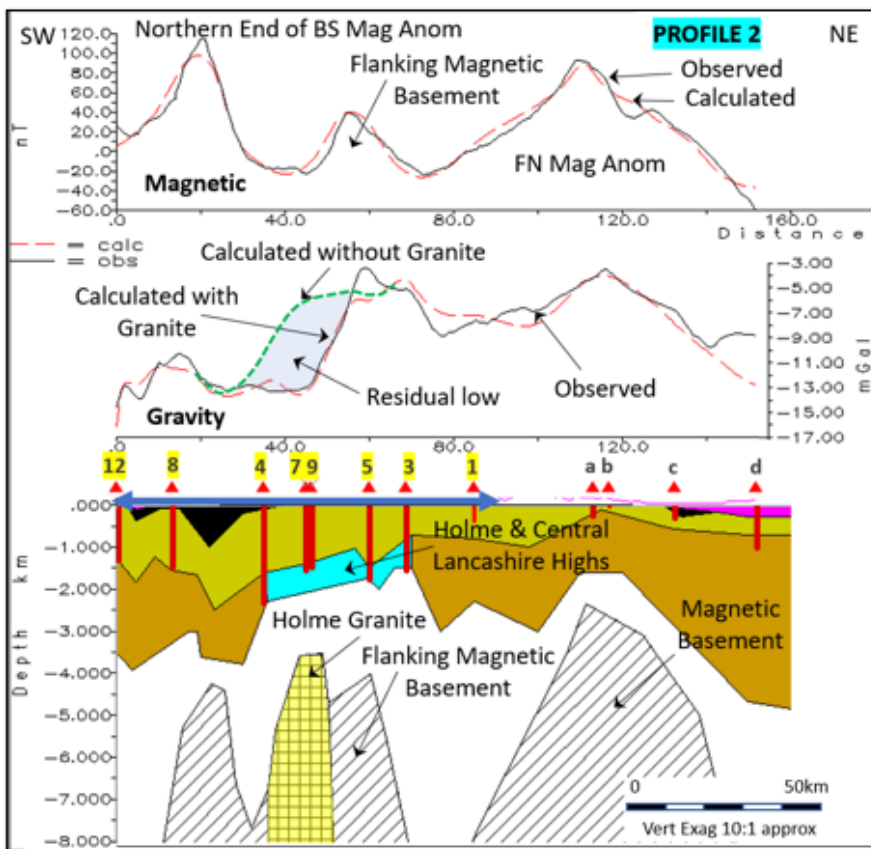 SW
Northern End of BS Mag Anom
PROFILE 2
NE
120.0
100.0
80.0
60.0
40.0
20.0
.0
-20.0
-40.0
-60.0
nT
Flanking Magnetic
Basement
Observed
Calculated
Magnetic
FN Mag Anom
.0
40.0
80.0
120.0
160.0
Distance
calc
obs
Calculated without Granite
Calculated with
Granite
Residual low
Observed
Gravity
-3.00
-5.00
-7.00
-9.00
-11.00
-13.00
-15.00
-17.00
mGal
.0
40.0
80.0
120.0
12
8
4
7
9
5
3
1
a
b
c
d
.000
-1.000
-2.000
-3.000
-4.000
-5.000
-6.000
-7.000
-8.000
Depth km
Holme & Central
Lancashire Highs
Holme Granite
Flanking Magnetic
Basement
Magnetic
Basement
0
50km
Vert Exag 10:1 approx